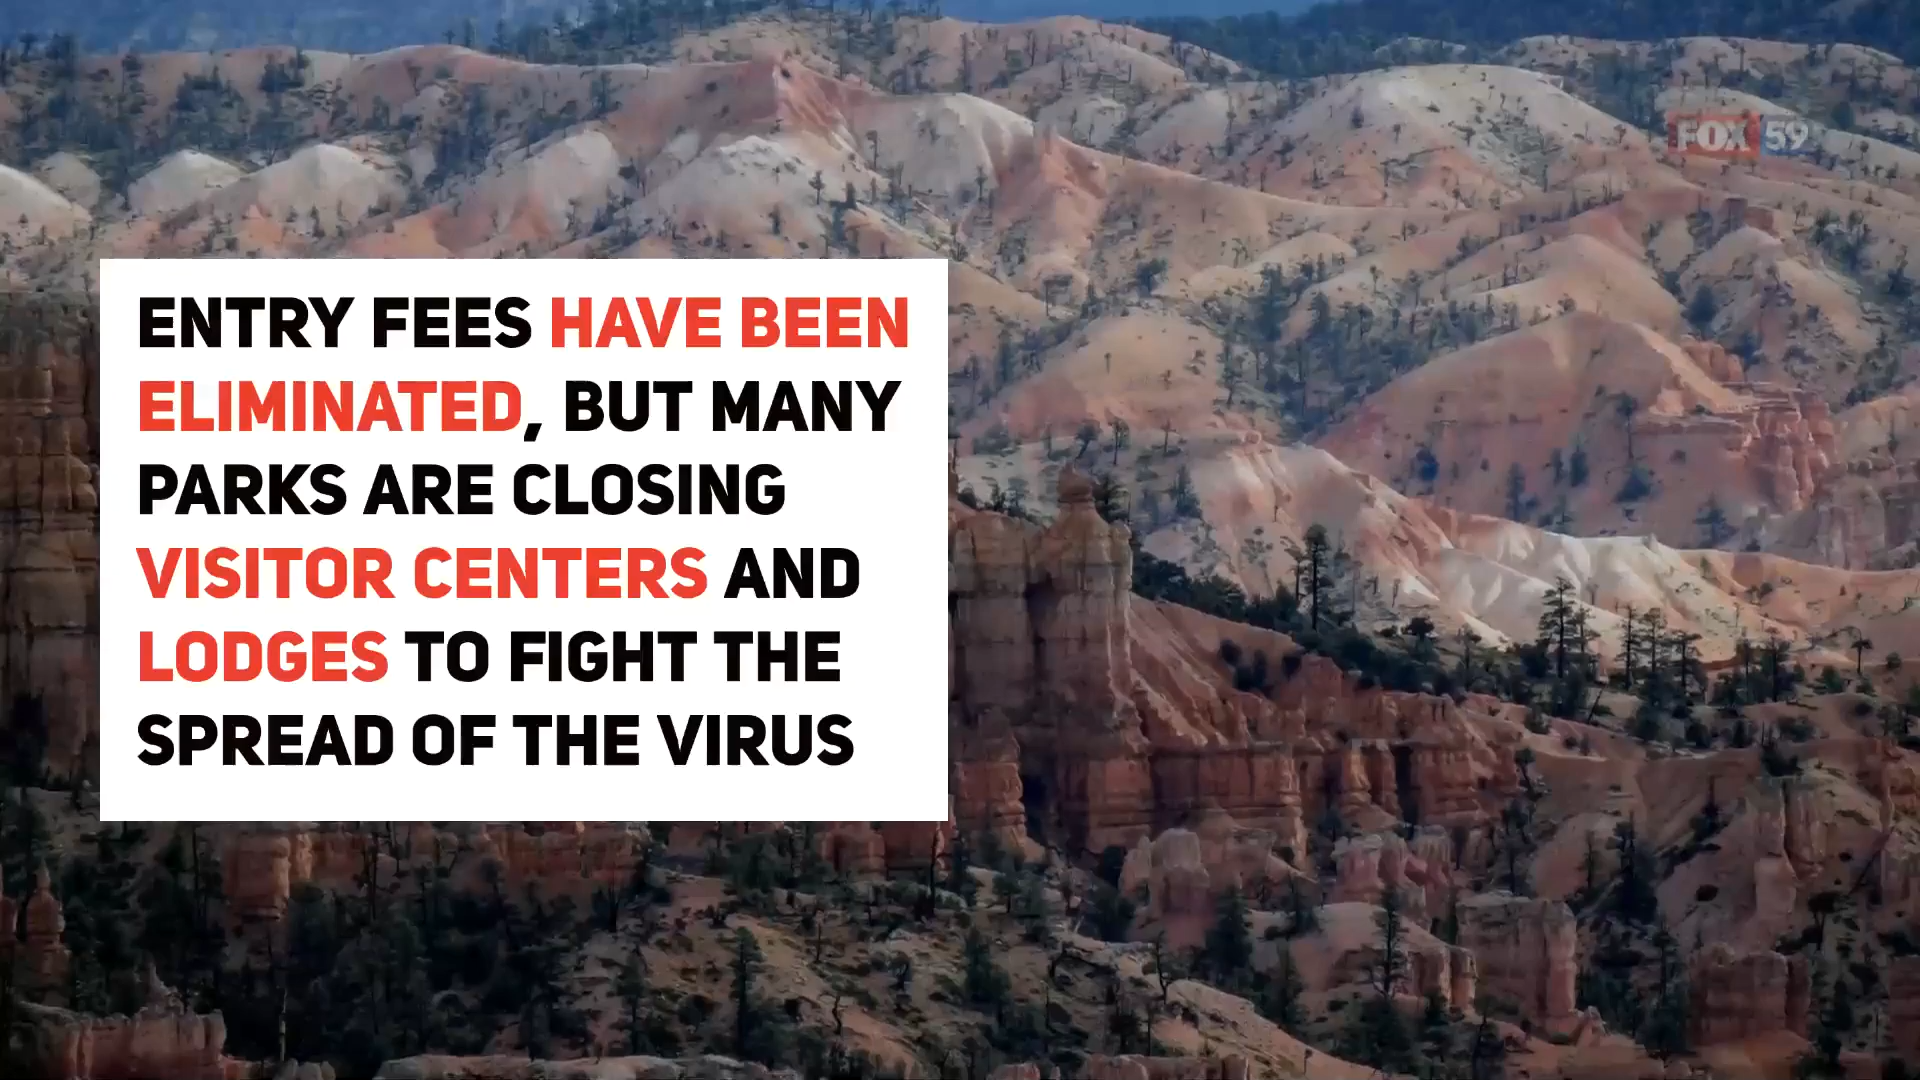 FOX 59
ENTRY FEES HAVE BEEN
ELIMINATED, BUT MANY
PARKS ARE CLOSING
VISITOR CENTERS AND
LODGES TO FIGHT THE
SPREAD OF THE VIRUS